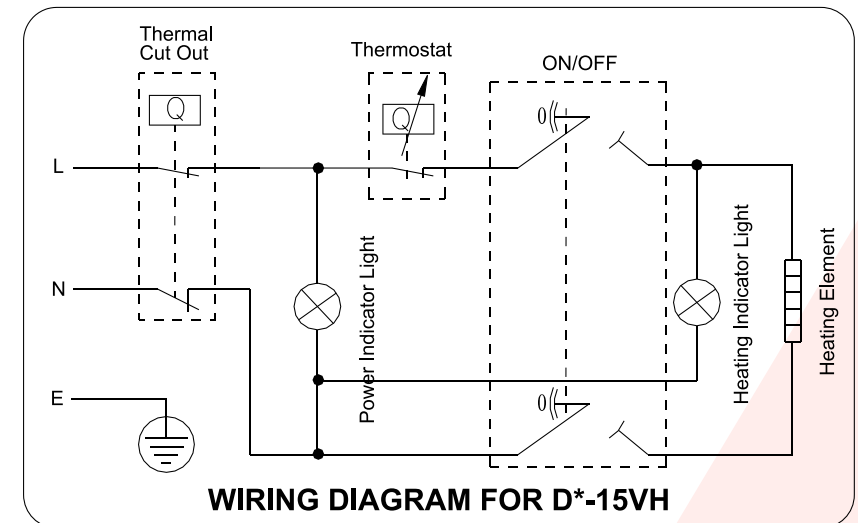 Thermal
Cut Out
Thermostat
ON/OFF
Q
Q
0
L
N
E
0
Power Indicator Light
Heating Indicator Light
Heating Element
WIRING DIAGRAM FOR D*-15VH